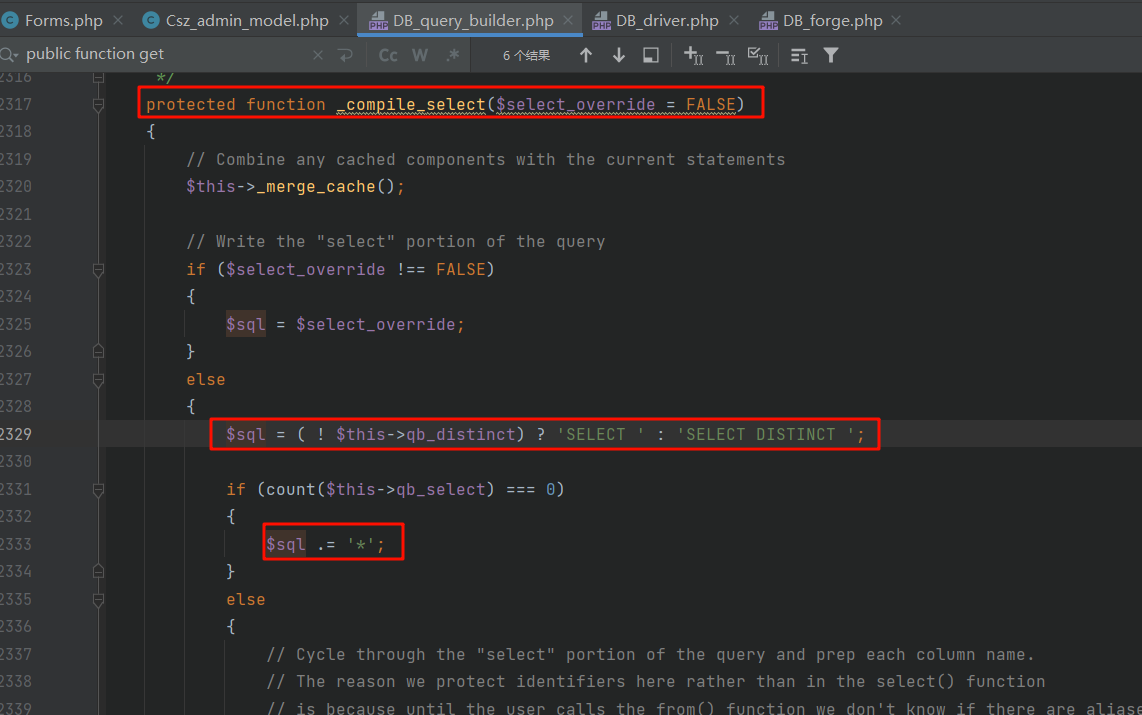 Forms.php
Csz_admin_model.php
DB_query_builder.php
DB_driver.php
DB_forge.php
public function get
Cc W .*
6 个结果
2316 */
2317 protected function _compile_select($select_override = FALSE)
2318 {
2319 // Combine any cached components with the current statements
2320 $this->_merge_cache();
2321
2322 // Write the "select" portion of the query
2323 if ($select_override !== FALSE)
2324 {
2325 $sql = $select_override;
2326 }
2327 else
2328 {
2329 $sql = ( ! $this->qb_distinct) ? 'SELECT ' : 'SELECT DISTINCT ';
2330
2331 if (count($this->qb_select) === 0)
2332 {
2333 $sql .= '*';
2334 }
2335 else
2336 {
2337 // Cycle through the "select" portion of the query and prep each column name.
2338 // The reason we protect identifiers here rather than in the select() function
2339 // is because until the user calls the from() function we don't know if there are aliase